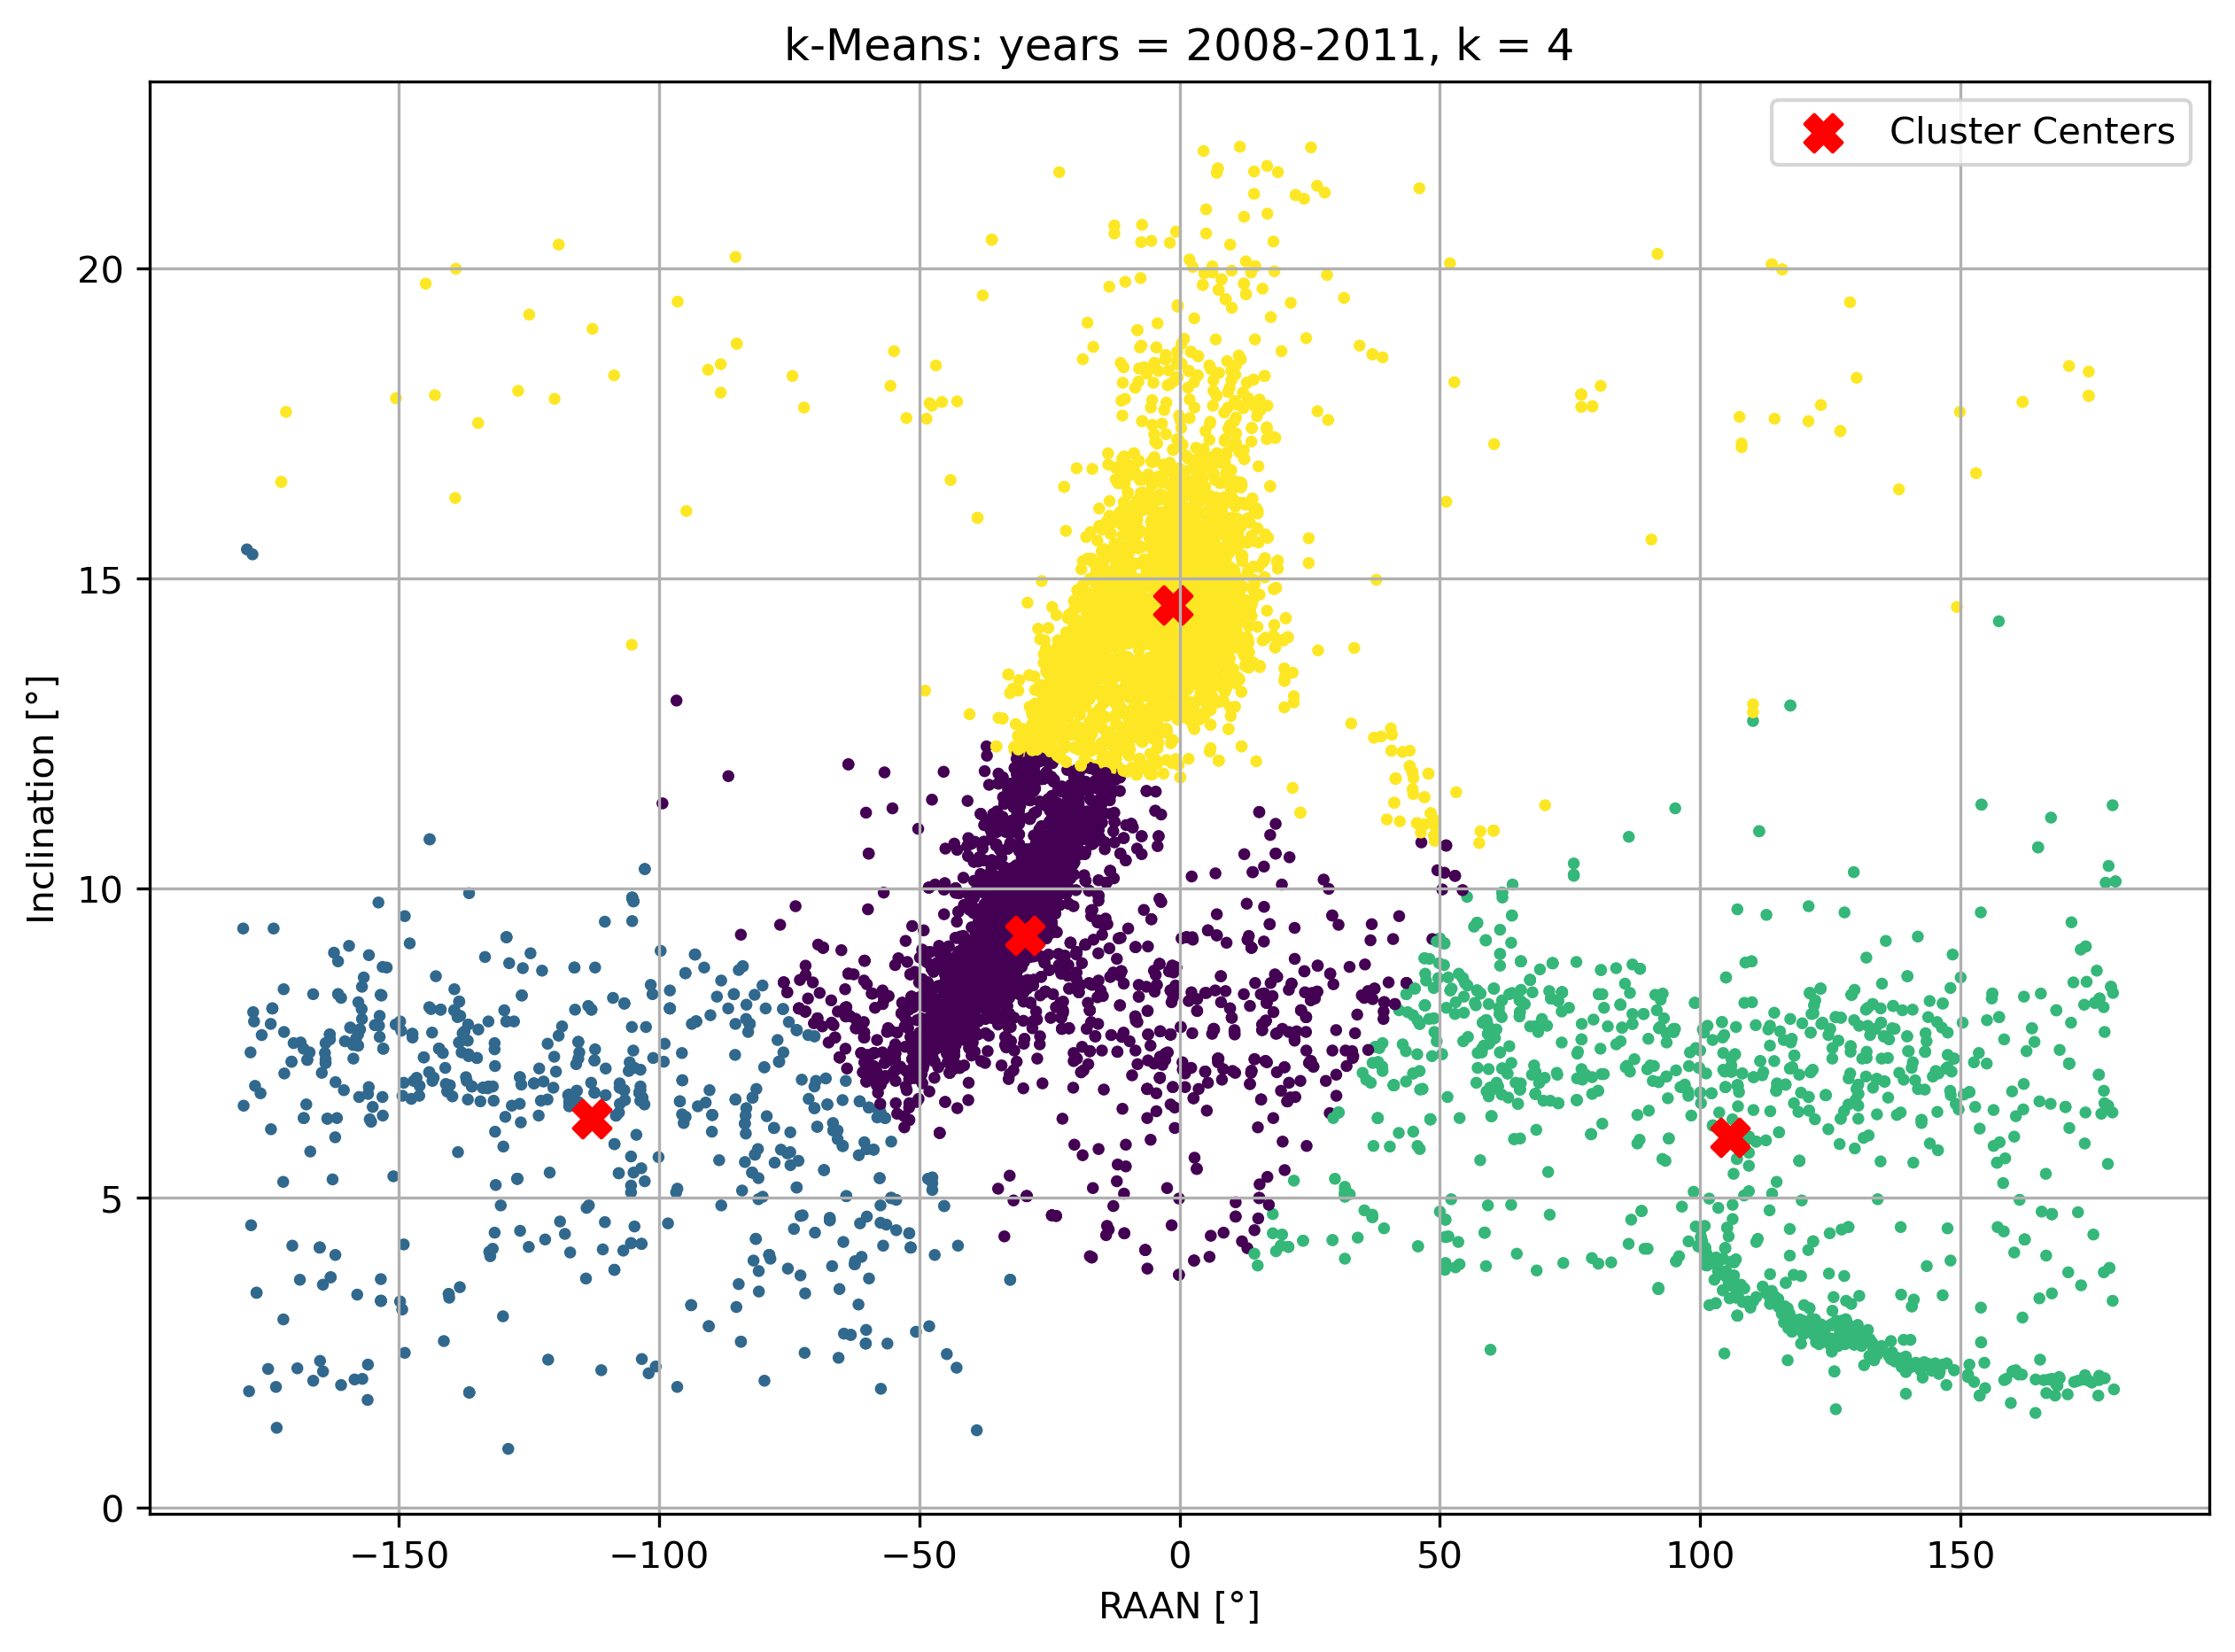 k-Means: years = 2008-2011, k = 4
Cluster Centers
Inclination [°]
20
15
10
5
0
−150 −100 −50 0 50 100 150
RAAN [°]